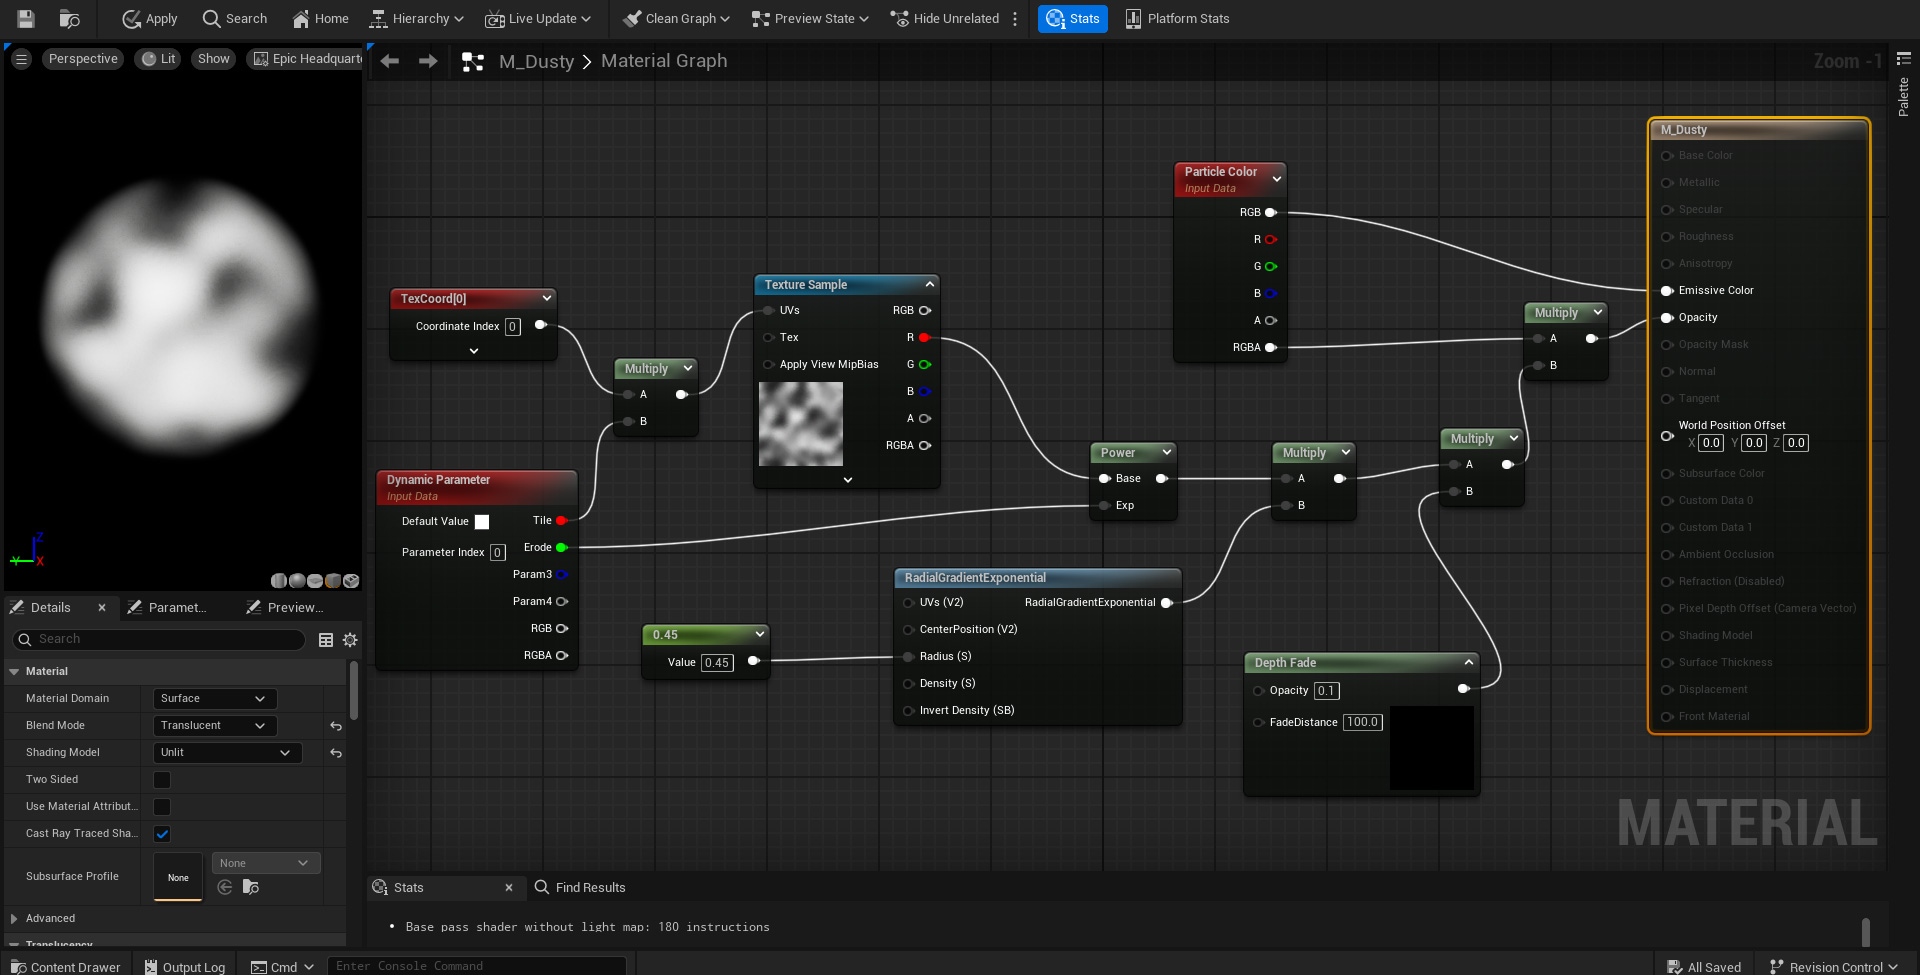 Apply
Search
Home
Hierarchy
Live Update
Clean Graph
Preview State
Hide Unrelated
Stats
Platform Stats
Perspective
Lit
Show
Epic Headquarte
M_Dusty
Material Graph
Zoom -1
Palette
M_Dusty
Base Color
Metallic
Specular
Roughness
Anisotropy
Emissive Color
Opacity
Opacity Mask
Normal
Tangent
World Position Offset
X 0.0 Y 0.0 Z 0.0
Subsurface Color
Custom Data 0
Custom Data 1
Ambient Occlusion
Refraction (Disabled)
Pixel Depth Offset (Camera Vector)
Shading Model
Surface Thickness
Displacement
Front Material
Particle Color
Input Data
RGB
R
G
B
A
RGBA
Multiply
A
B
TexCoord[0]
Coordinate Index 0
Multiply
A
B
Texture Sample
UVs RGB
Tex R
Apply View MipBias G
B
A
RGBA
Dynamic Parameter
Input Data
Default Value Tile
Parameter Index 0 Erode
Param3
Param4
RGB
RGBA
Power
Base
Exp
Multiply
A
B
Multiply
A
B
0.45
Value 0.45
RadialGradientExponential
UVs (V2) RadialGradientExponential
CenterPosition (V2)
Radius (S)
Density (S)
Invert Density (SB)
Depth Fade
Opacity 0.1
FadeDistance 100.0
MATERIAL
Z
Y
X
Details
Paramet...
Preview...
Search
Material
Material Domain Surface
Blend Mode Translucent
Shading Model Unlit
Two Sided
Use Material Attribut...
Cast Ray Traced Sha...
Subsurface Profile None None
Advanced
Translucency
Stats
Find Results
• Base pass shader without light map: 180 instructions
Content Drawer
Output Log
Cmd
Enter Console Command
All Saved
Revision Control